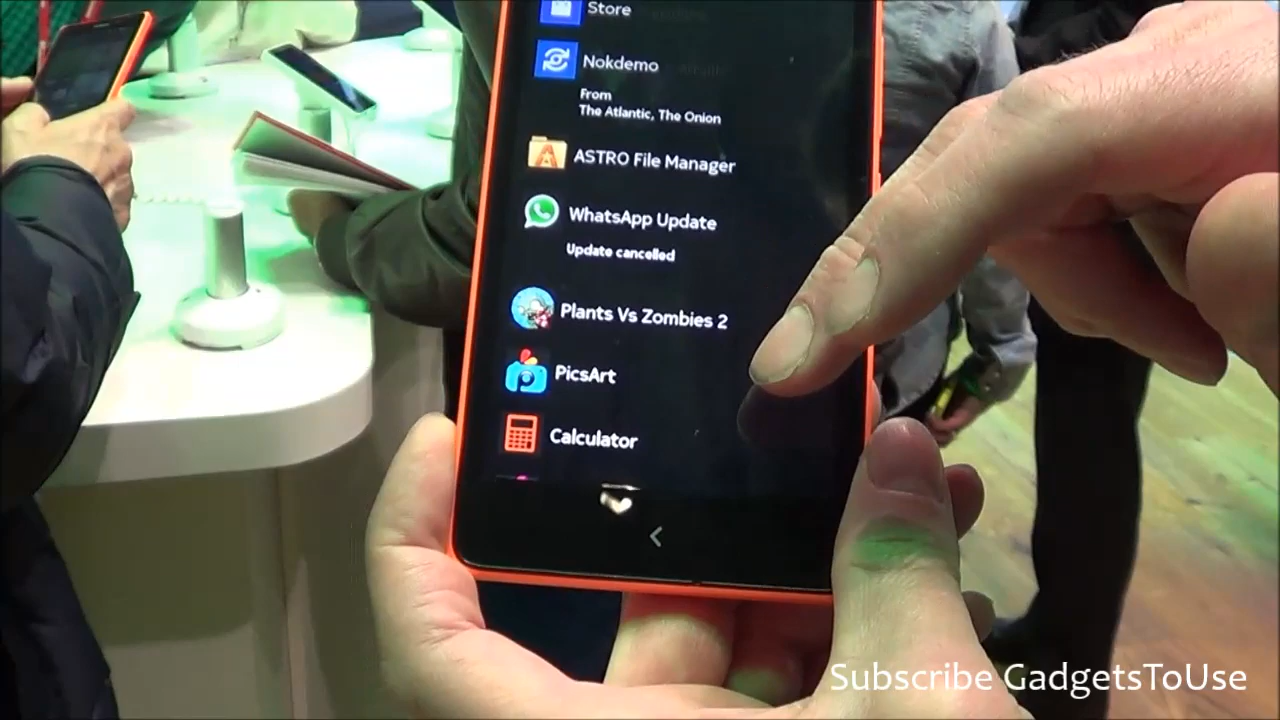 Store
Nokdemo
From
The Atlantic, The Onion
ASTRO File Manager
WhatsApp Update
Update cancelled
Plants Vs Zombies 2
PicsArt
Calculator
Subscribe GadgetsToUse